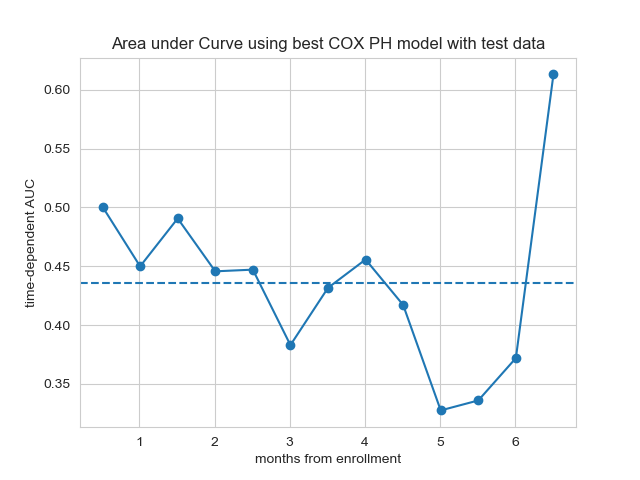 Area under Curve using best COX PH model with test data
time-dependent AUC
0.60
0.55
0.50
0.45
0.40
0.35
1 2 3 4 5 6
months from enrollment